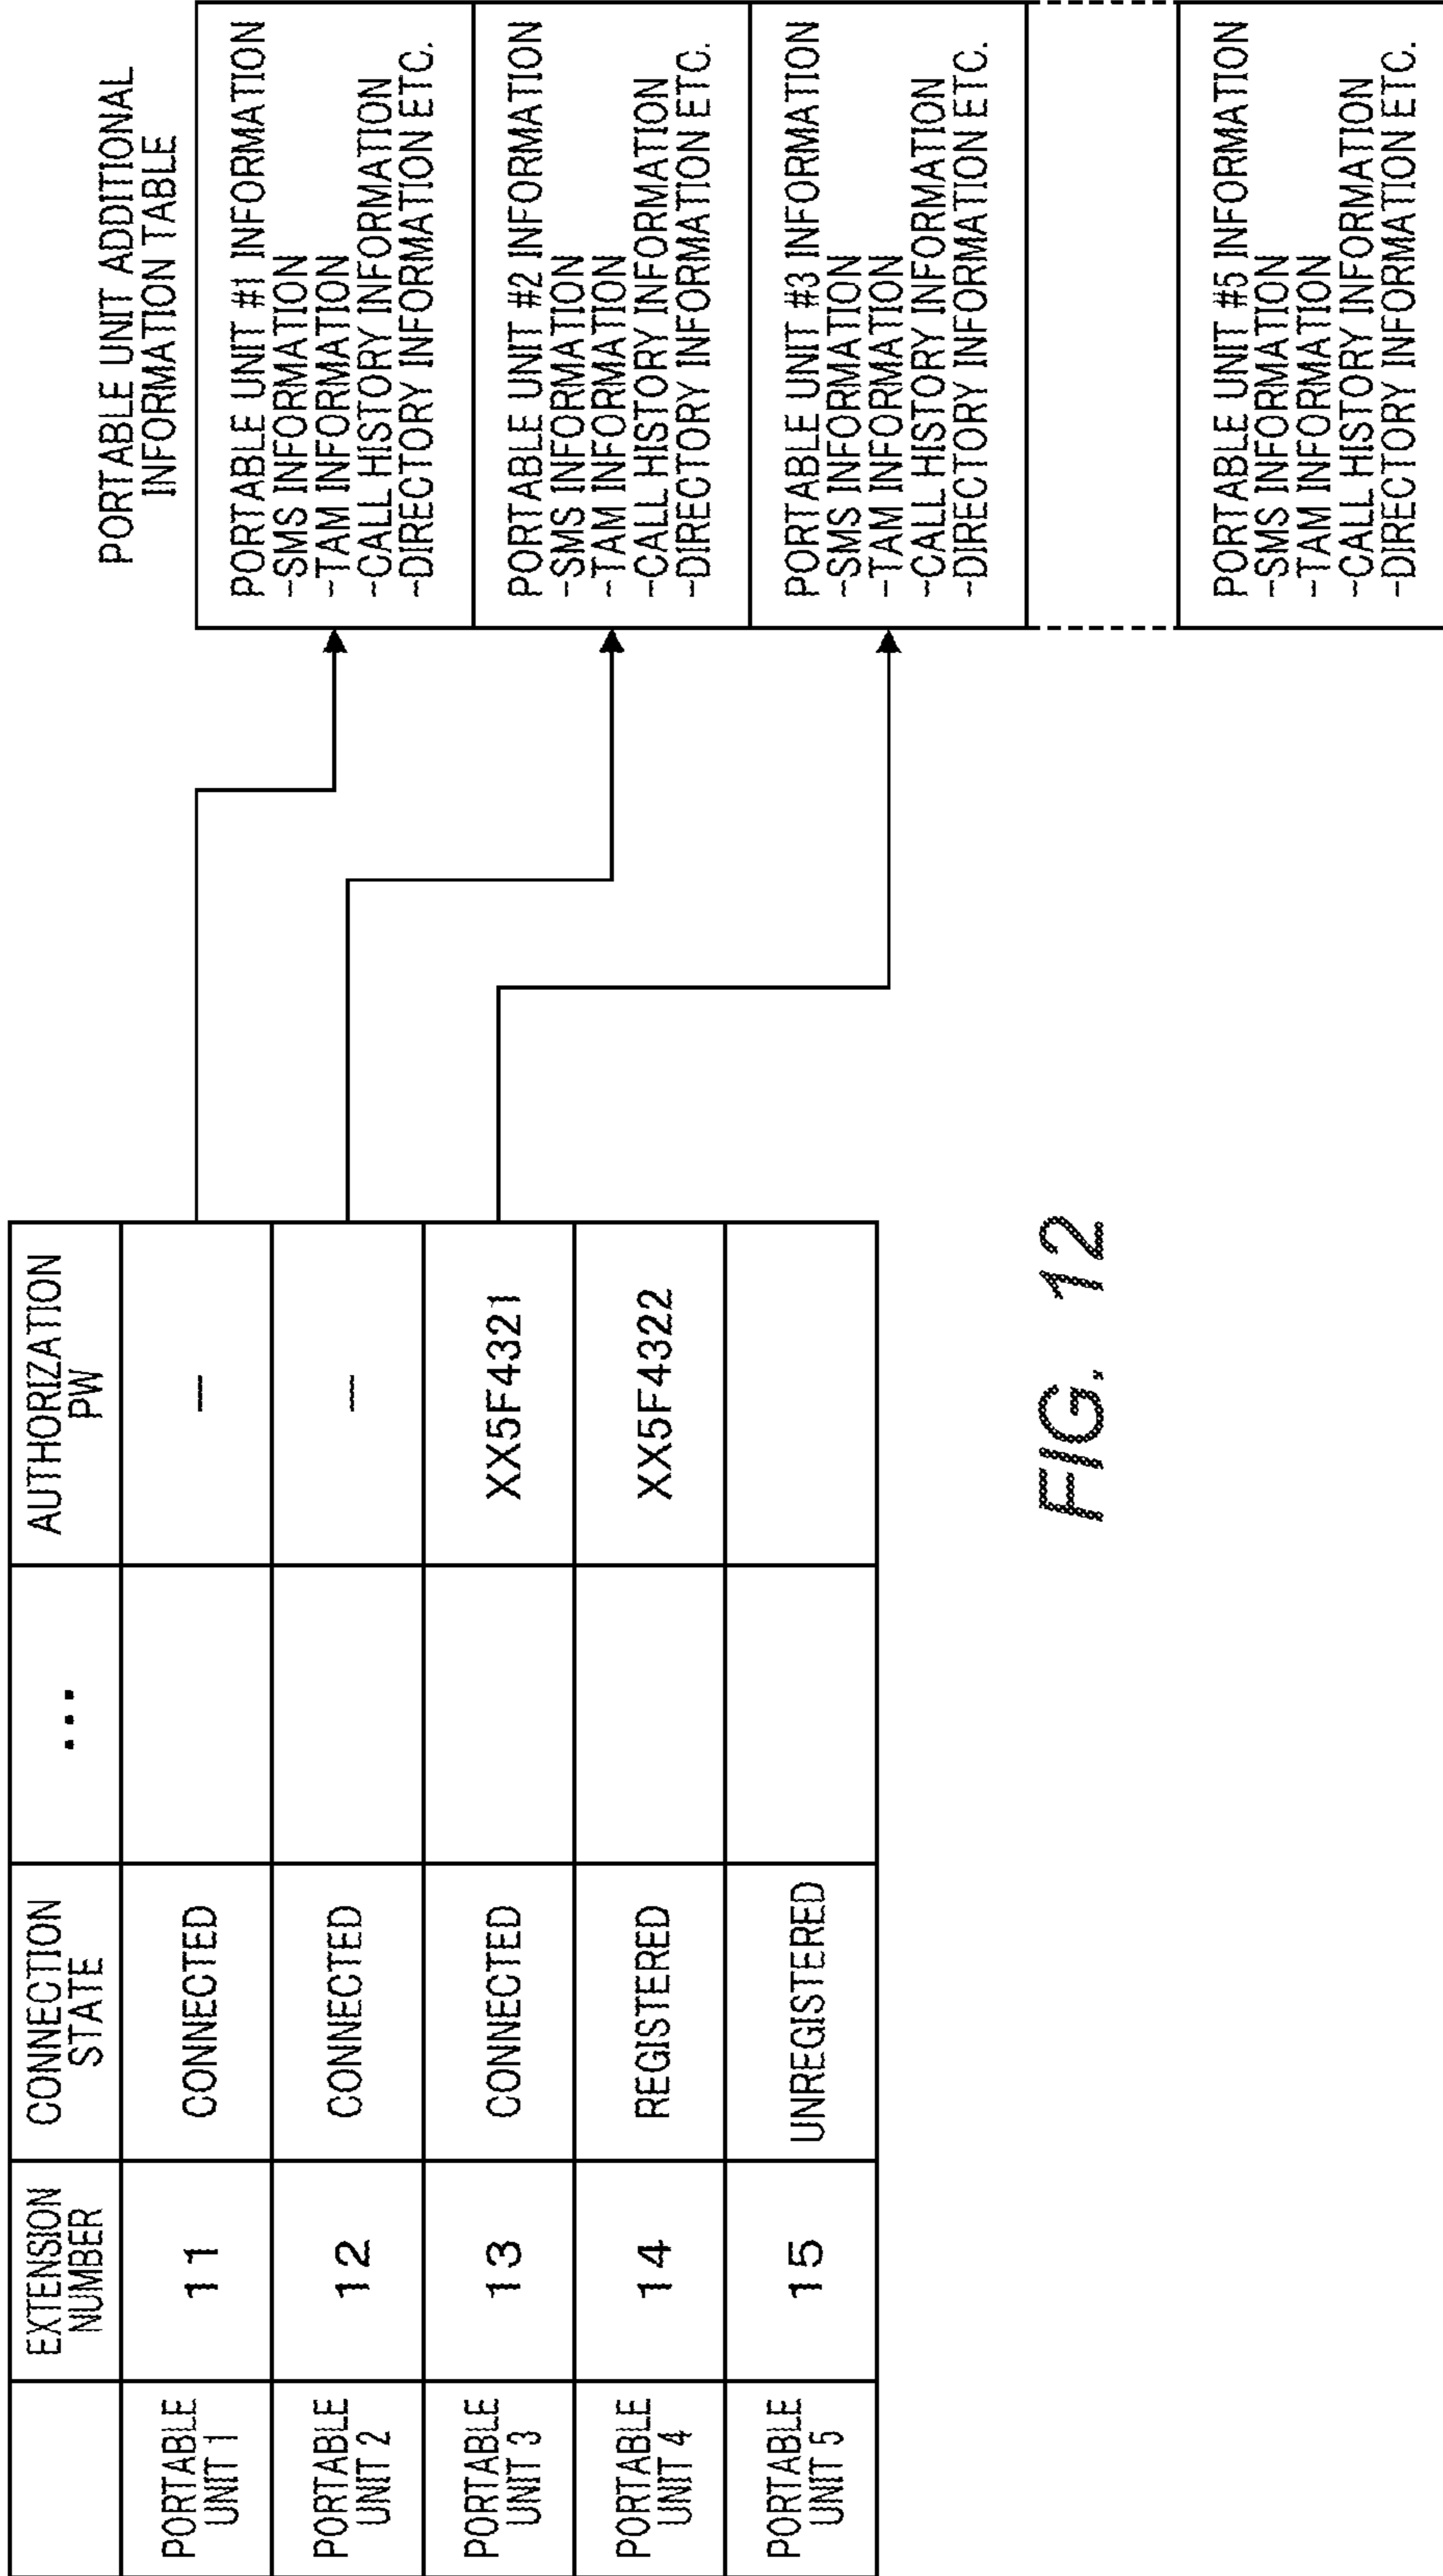 EXTENSION
NUMBER
CONNECTION
STATE
...
AUTHORIZATION
PW
PORTABLE
UNIT 1
11
CONNECTED
—
PORTABLE
UNIT 2
12
CONNECTED
—
PORTABLE
UNIT 3
13
CONNECTED
XX5F4321
PORTABLE
UNIT 4
14
REGISTERED
XX5F4322
PORTABLE
UNIT 5
15
UNREGISTERED
PORTABLE UNIT ADDITIONAL
INFORMATION TABLE
PORTABLE UNIT #1 INFORMATION
-SMS INFORMATION
-TAM INFORMATION
-CALL HISTORY INFORMATION
-DIRECTORY INFORMATION ETC.
PORTABLE UNIT #2 INFORMATION
-SMS INFORMATION
-TAM INFORMATION
-CALL HISTORY INFORMATION
-DIRECTORY INFORMATION ETC.
PORTABLE UNIT #3 INFORMATION
-SMS INFORMATION
-TAM INFORMATION
-CALL HISTORY INFORMATION
-DIRECTORY INFORMATION ETC.
PORTABLE UNIT #5 INFORMATION
-SMS INFORMATION
-TAM INFORMATION
-CALL HISTORY INFORMATION
-DIRECTORY INFORMATION ETC.
FIG. 12